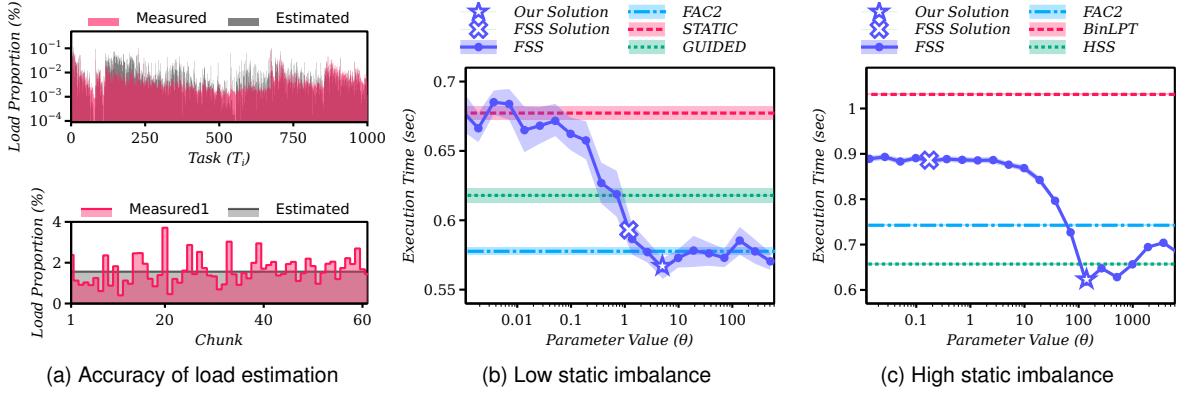 Measured Estimated
Load Proportion (%)
10⁻¹
10⁻²
10⁻³
10⁻⁴
0 250 500 750 1000
Task (Tᵢ)
Measured1 Estimated
Load Proportion (%)
4
2
0
1 20 40 60
Chunk
(a) Accuracy of load estimation
Our Solution FAC2
FSS Solution STATIC
FSS GUIDED
Execution Time (sec)
0.7
0.65
0.6
0.55
0.01 0.1 1 10 100
Parameter Value (θ)
(b) Low static imbalance
Our Solution FAC2
FSS Solution BinLPT
FSS HSS
Execution Time (sec)
1
0.9
0.8
0.7
0.6
0.1 1 10 100 1000
Parameter Value (θ)
(c) High static imbalance